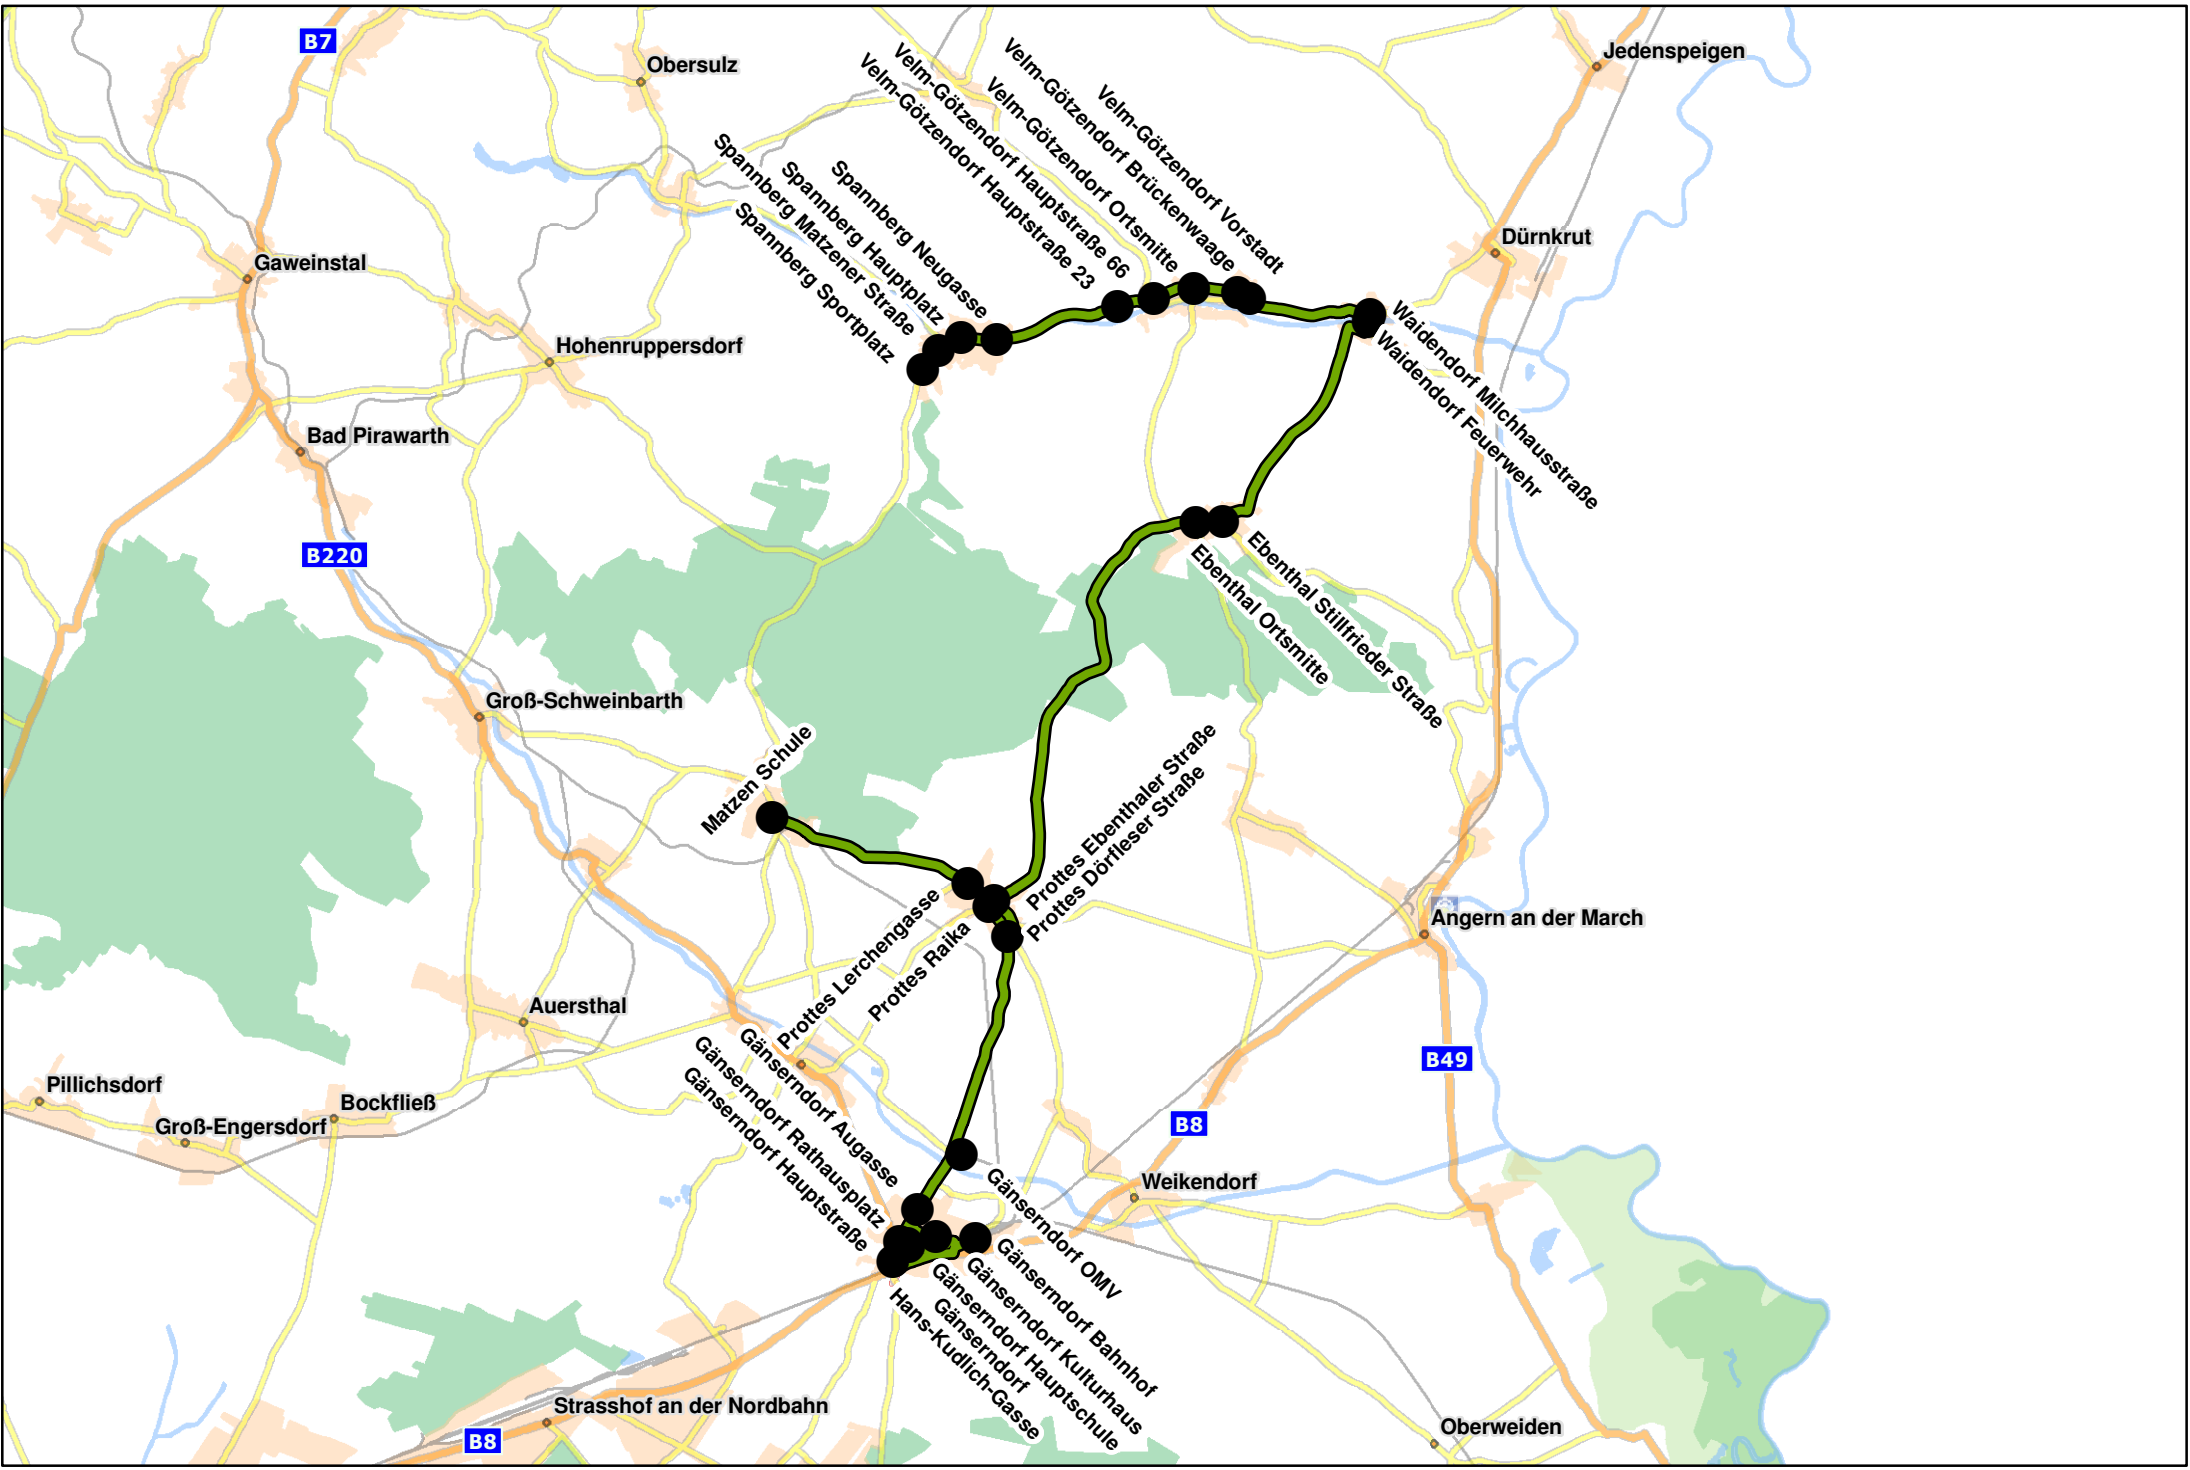 B7
Obersulz
Jedenspeigen
Velm-Götzendorf Vorstadt
Velm-Götzendorf Brückenwaage
Velm-Götzendorf Ortsmitte
Velm-Götzendorf Hauptstraße 66
Velm-Götzendorf Hauptstraße 23
Spannberg Neugasse
Spannberg Hauptplatz
Spannberg Matzener Straße
Spannberg Sportplatz
Dürnkrut
Gaweinstal
Hohenruppersdorf
Waidendorf Milchhausstraße
Waidendorf Feuerwehr
Bad Pirawarth
B220
Ebenthal Stillfrieder Straße
Ebenthal Ortsmitte
Groß-Schweinbarth
Matzen Schule
Prottes Ebenthaler Straße
Prottes Dörfleser Straße
Prottes Lerchengasse
Prottes Raika
Angern an der March
Auersthal
Gänserndorf Augasse
Gänserndorf Rathausplatz
Gänserndorf Hauptstraße
B49
Pillichsdorf
Bockfließ
Groß-Engersdorf
B8
Weikendorf
Gänserndorf OMV
Gänserndorf Bahnhof
Gänserndorf Kulturhaus
Gänserndorf Hauptschule
Gänserndorf
Hans-Kudlich-Gasse
Strasshof an der Nordbahn
B8
Oberweiden